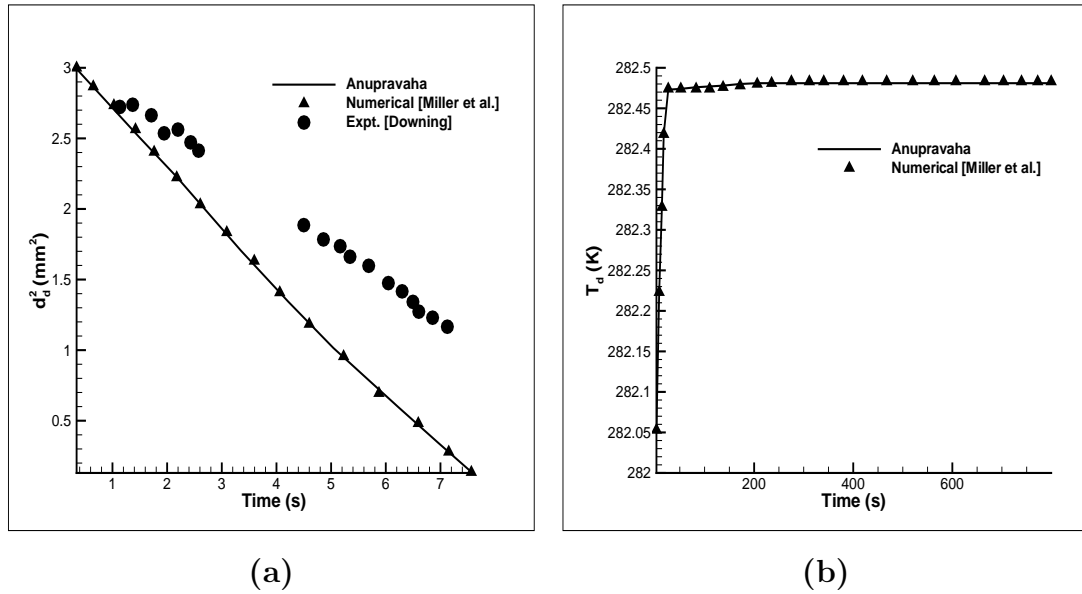 Anupravaha
Numerical [Miller et al.]
Expt. [Downing]
3
2.5
2
1.5
1
0.5
d_d^2 (mm^2)
1 2 3 4 5 6 7
Time (s)
(a)
Anupravaha
Numerical [Miller et al.]
282.5
282.45
282.4
282.35
282.3
282.25
282.2
282.15
282.1
282.05
282
T_d (K)
200 400 600
Time (s)
(b)